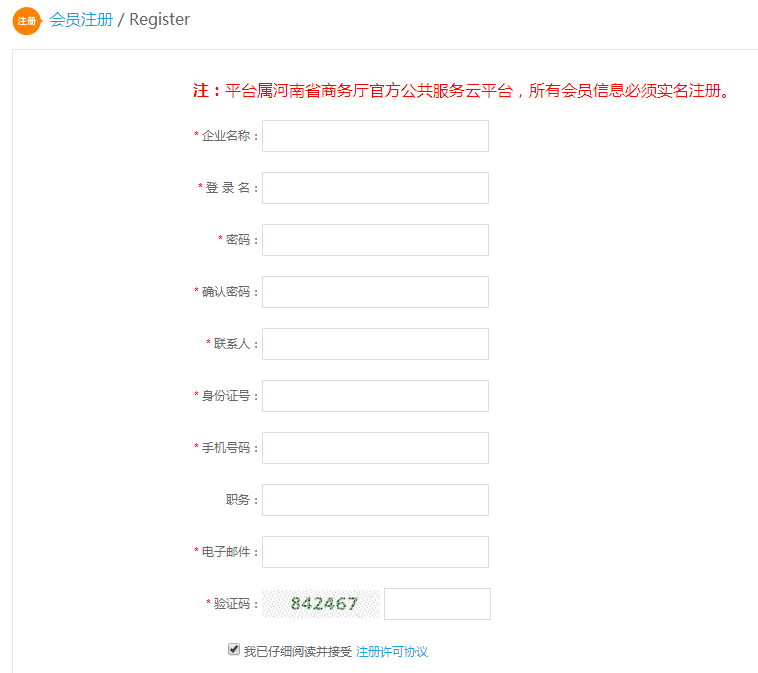 注册 会员注册 / Register
注：平台属河南省商务厅官方公共服务云平台，所有会员信息必须实名注册。
* 企业名称：
* 登 录 名：
* 密码：
* 确认密码：
* 联系人：
* 身份证号：
* 手机号码：
职务：
* 电子邮件：
* 验证码： 842467
我已仔细阅读并接受 注册许可协议